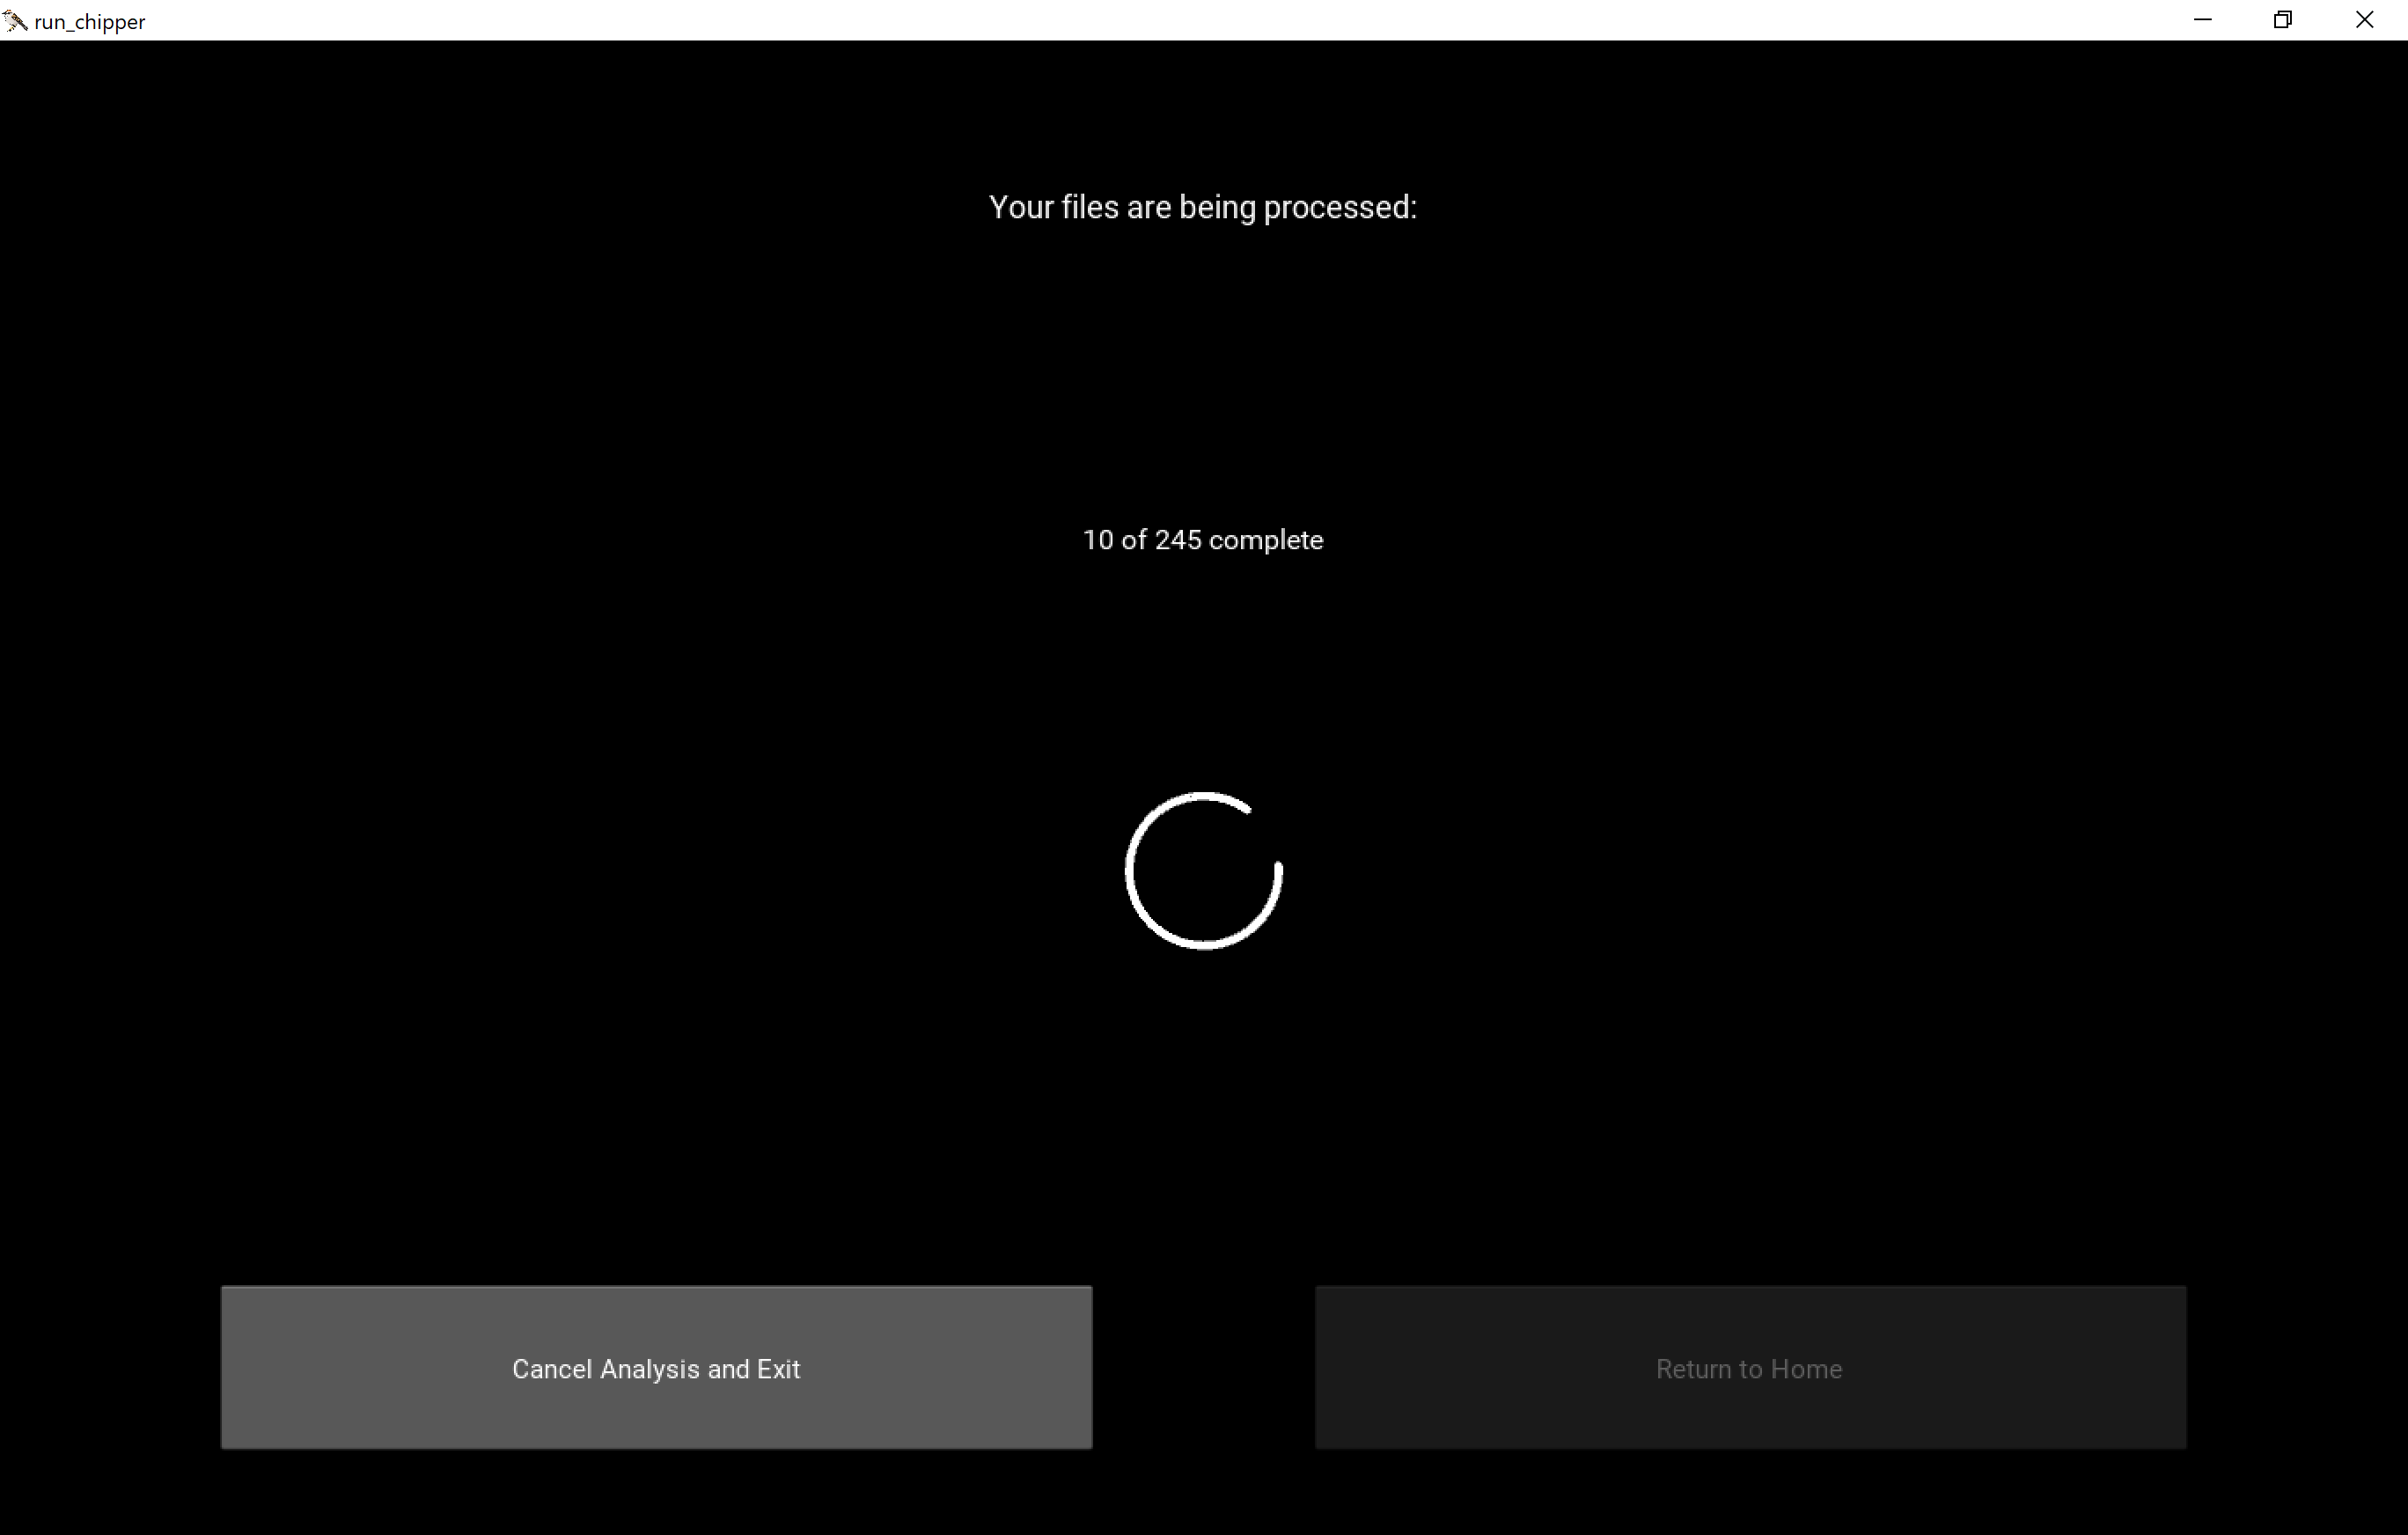 run_chipper
Your files are being processed:
10 of 245 complete
Cancel Analysis and Exit
Return to Home